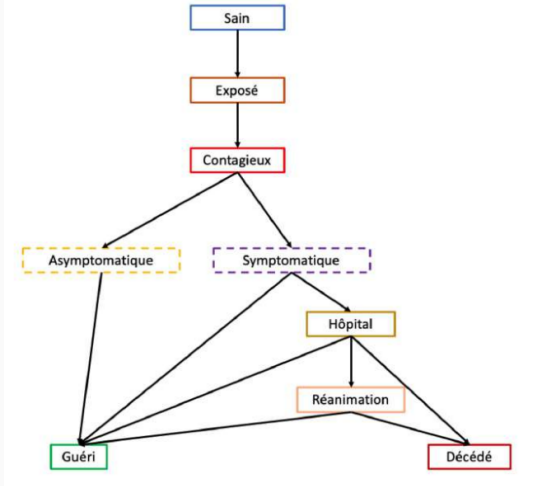 Sain
Exposé
Contagieux
Asymptomatique
Symptomatique
Hôpital
Réanimation
Guéri
Décédé